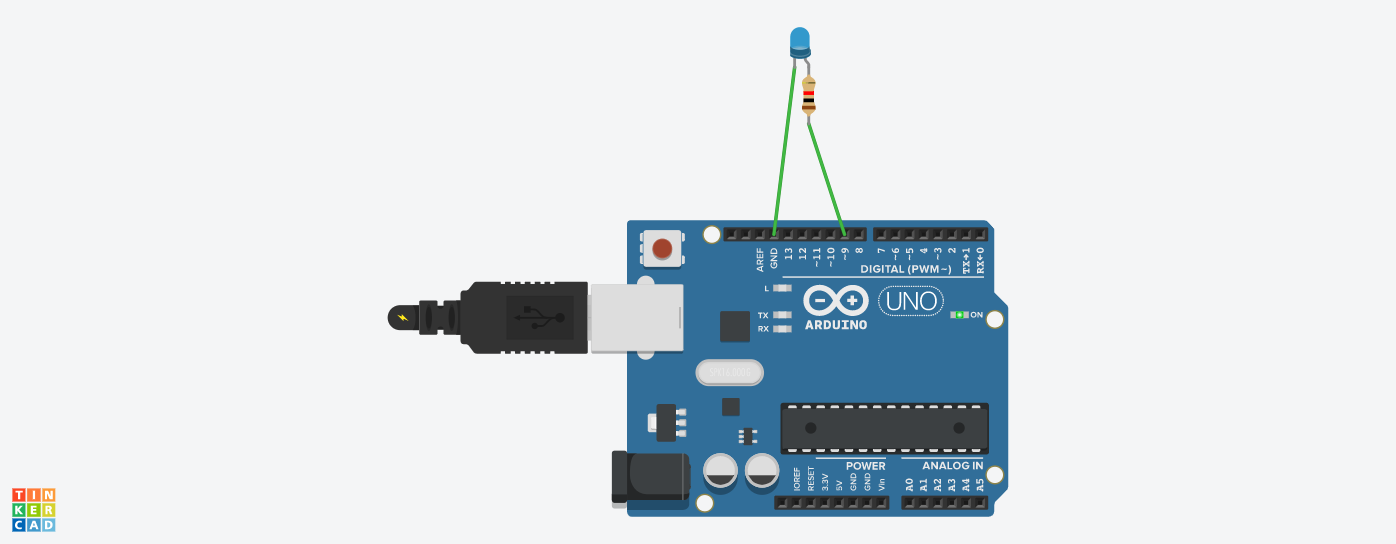 AREF
GND
13
12
~11
~10
~9
8
7
~6
~5
4
~3
2
TX→1
RX←0
DIGITAL (PWM~)
L
TX
RX
ARDUINO
UNO
ON
POWER
ANALOG IN
IOREF
RESET
3.3V
5V
GND
GND
Vin
A0
A1
A2
A3
A4
A5
TIN
KER
CAD